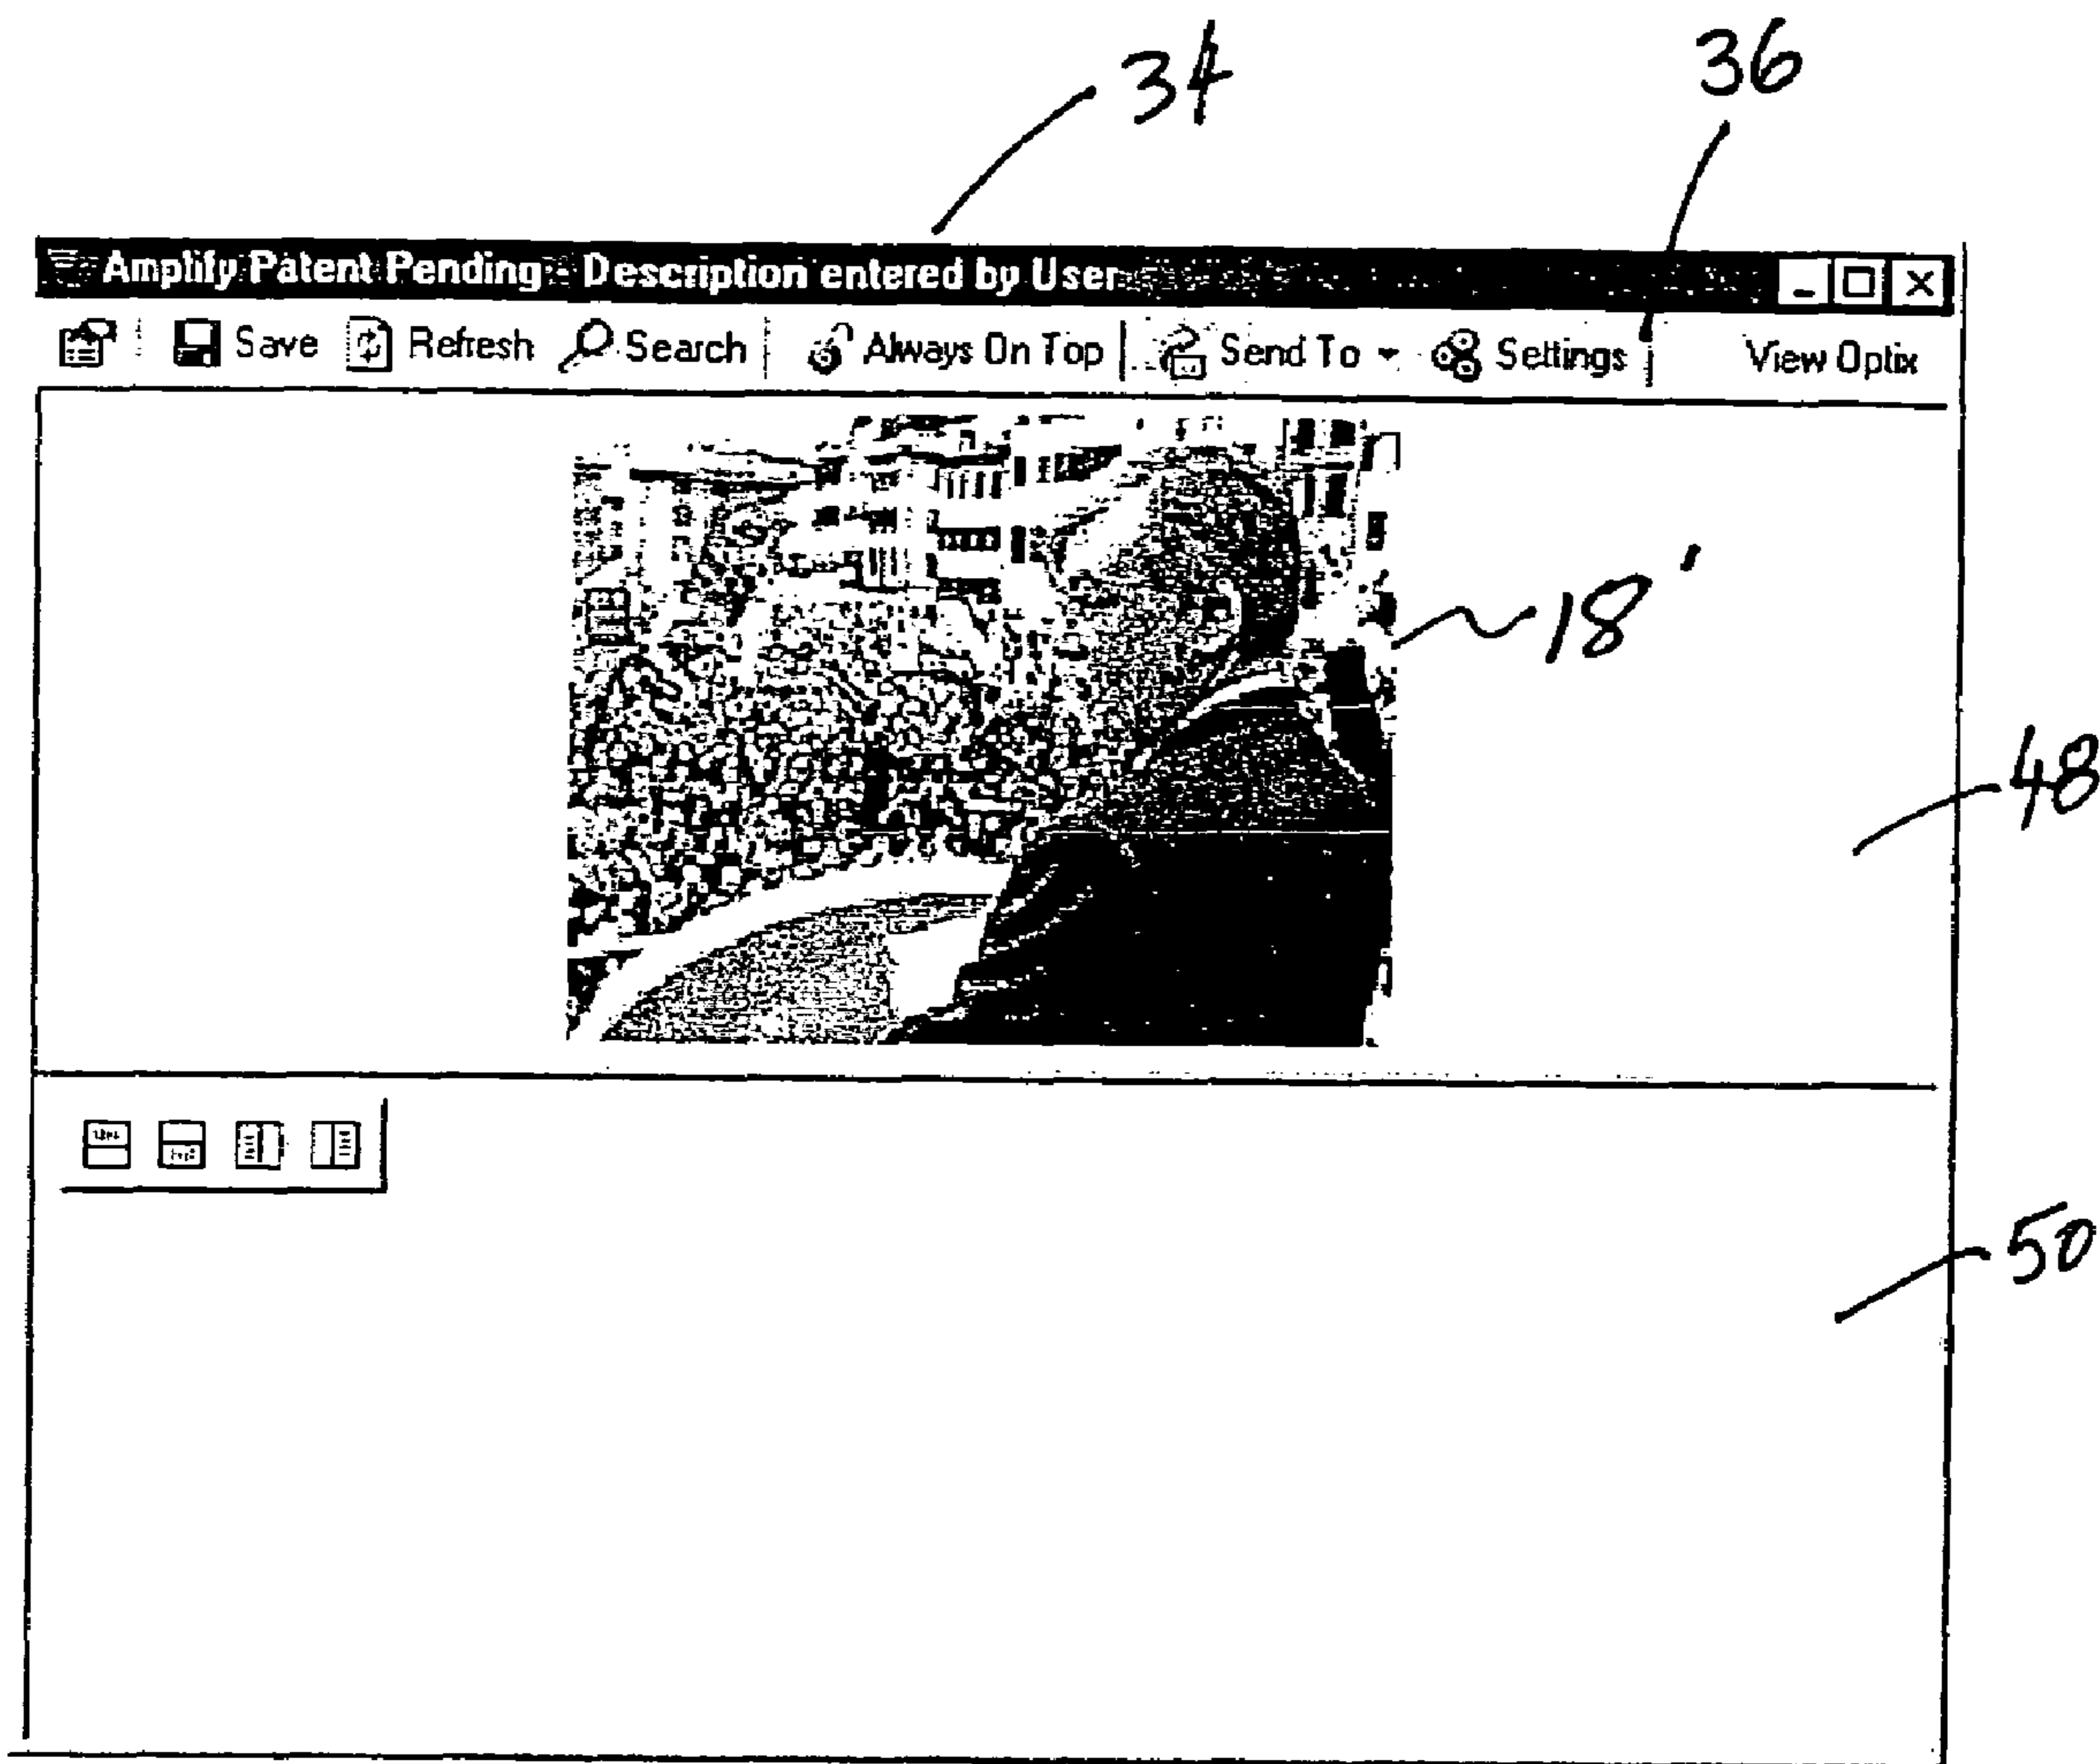 34
36
Amplify Patent Pending - Description entered by User
Save Refresh Search Always On Top Send To Settings View Optix
18'
48
50